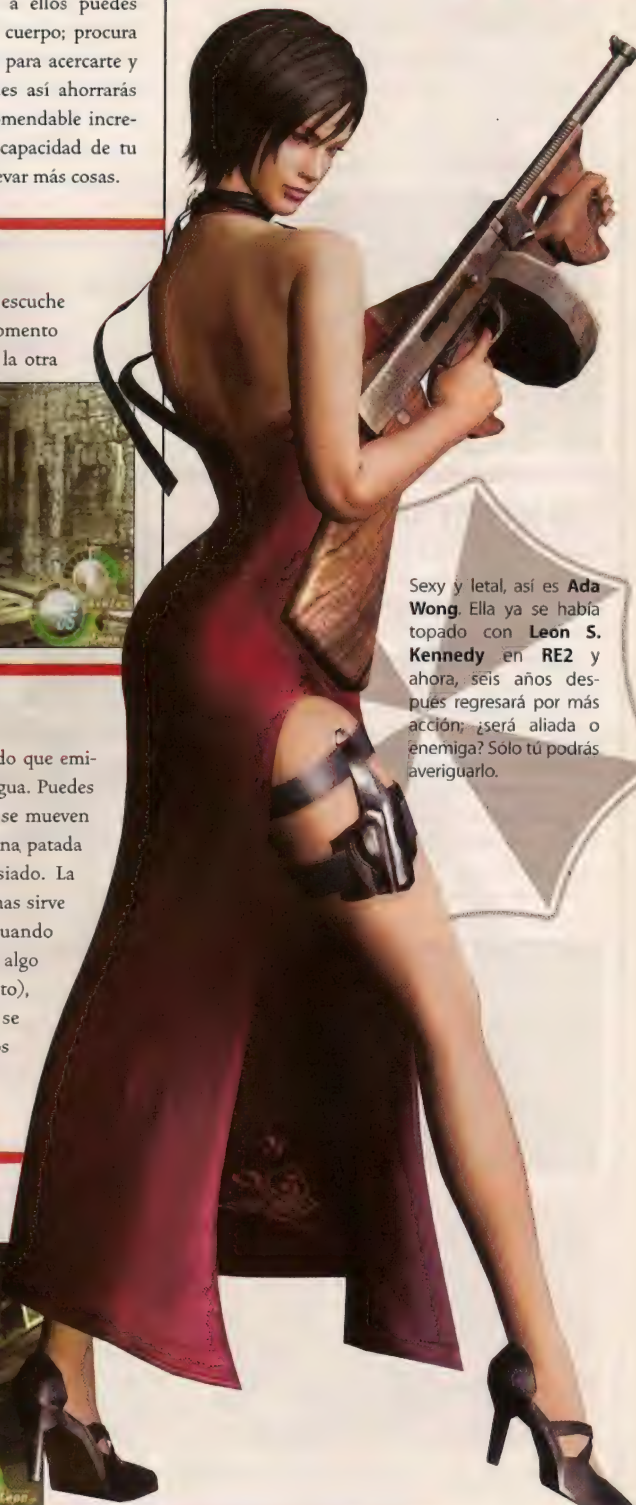 a ellos puedes
cuerpo; procura
para acercarte y
es así ahorrarás
mendable incre-
capacidad de tu
evar más cosas.
escuche
omento
la otra
Sexy y letal, así es Ada
Wong. Ella ya se había
topado con Leon S.
Kennedy en RE2 y
ahora, seis años des-
pués regresará por más
acción; ¿será aliada o
enemiga? Sólo tú podrás
averiguarlo.
do que emi-
gua. Puedes
se mueven
na patada
siado. La
nas sirve
uando
algo
to),
se
os